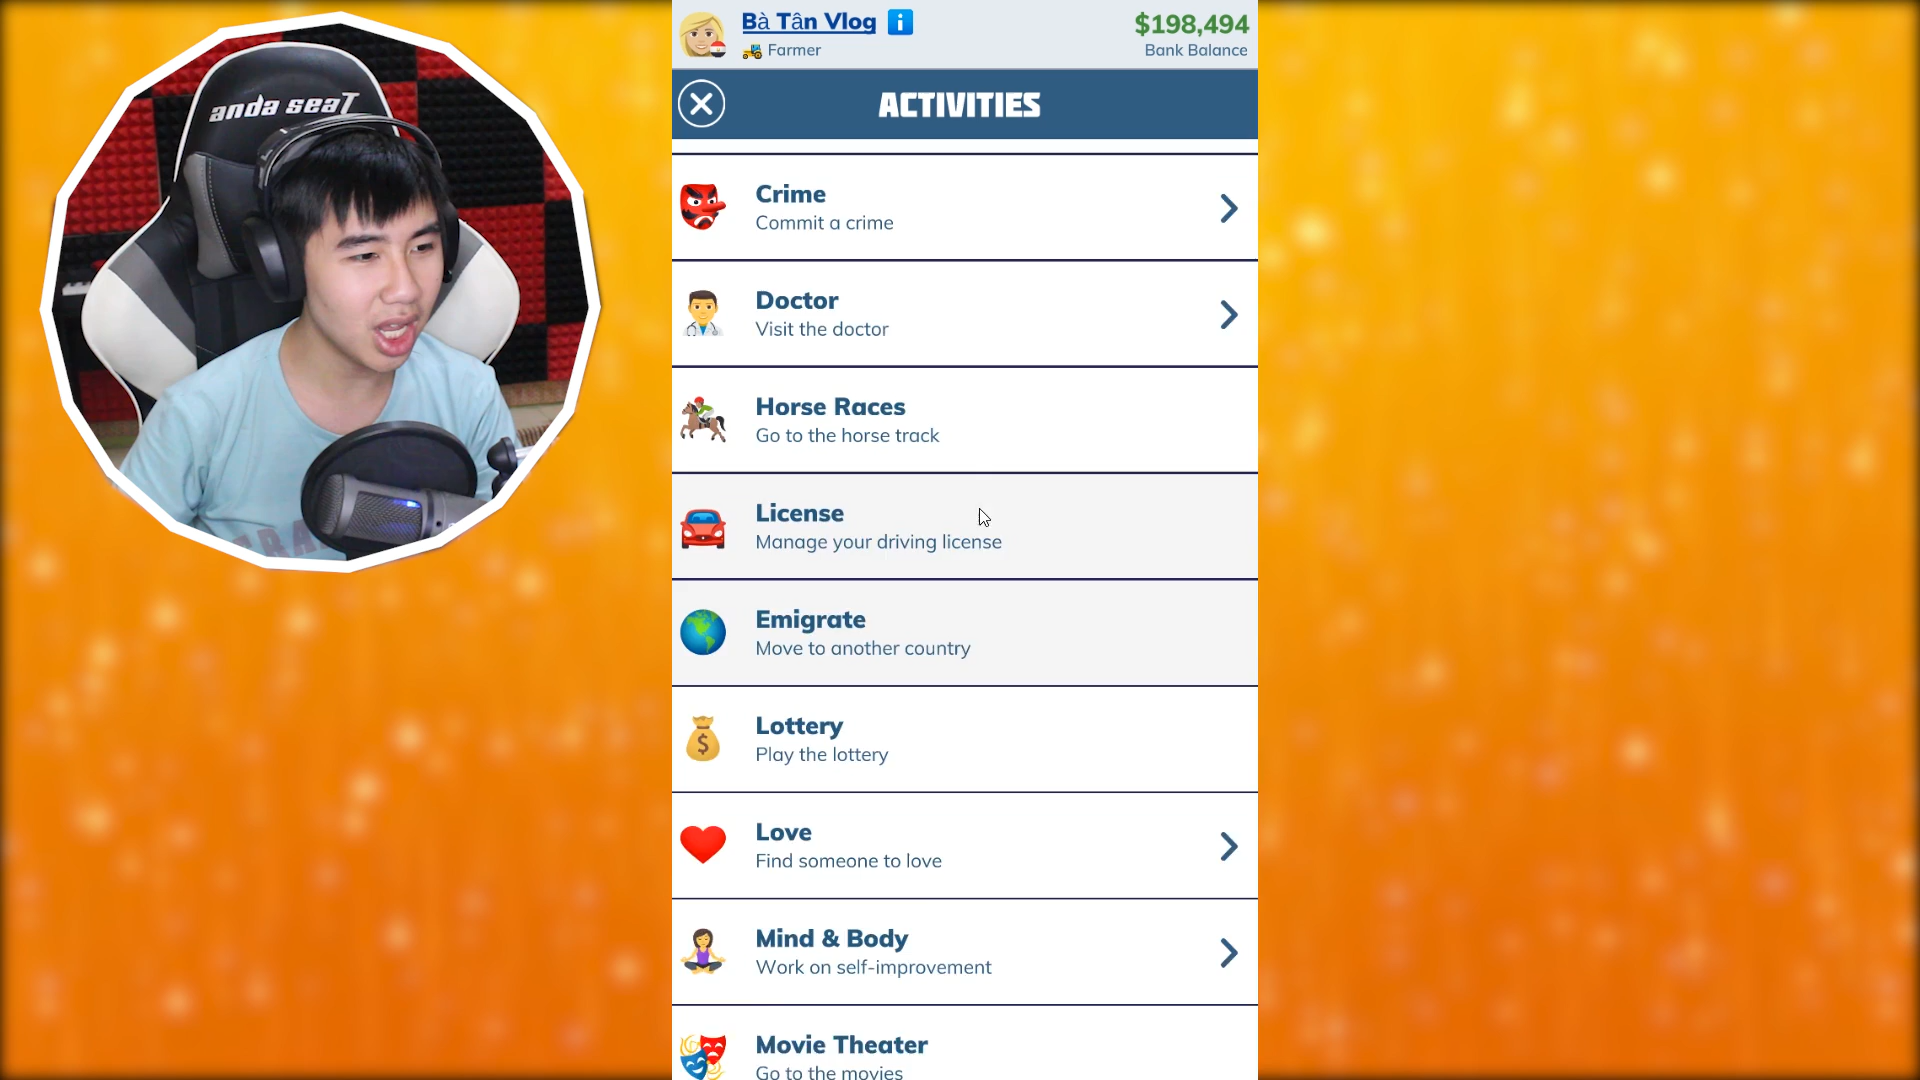 anda seaT
Bà Tân Vlog
Farmer
$198,494
Bank Balance
ACTIVITIES
Crime
Commit a crime
Doctor
Visit the doctor
Horse Races
Go to the horse track
License
Manage your driving license
Emigrate
Move to another country
Lottery
Play the lottery
Love
Find someone to love
Mind & Body
Work on self-improvement
Movie Theater
Go to the movies